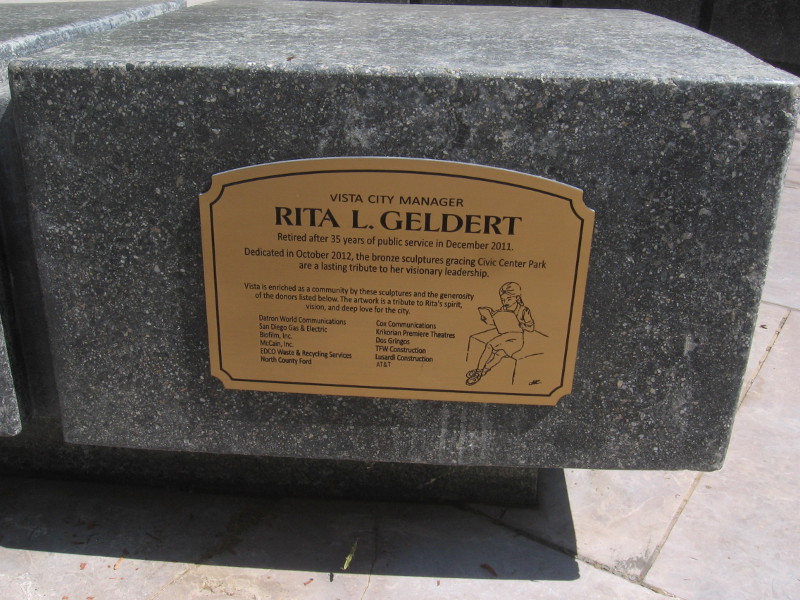 VISTA CITY MANAGER
RITA L. GELDERT
Retired after 35 years of public service in December 2011.
Dedicated in October 2012, the bronze sculptures gracing Civic Center Park
are a lasting tribute to her visionary leadership.
Vista is enriched as a community by these sculptures and the generosity
of the donors listed below. The artwork is a tribute to Rita's spirit,
vision, and deep love for the city.
Datron World Communications
San Diego Gas & Electric
Biofilm, Inc.
McCain, Inc.
EDCO Waste & Recycling Services
North County Ford
Cox Communications
Krikorian Premiere Theatres
Dos Gringos
TFW Construction
Lusardi Construction
AT&T